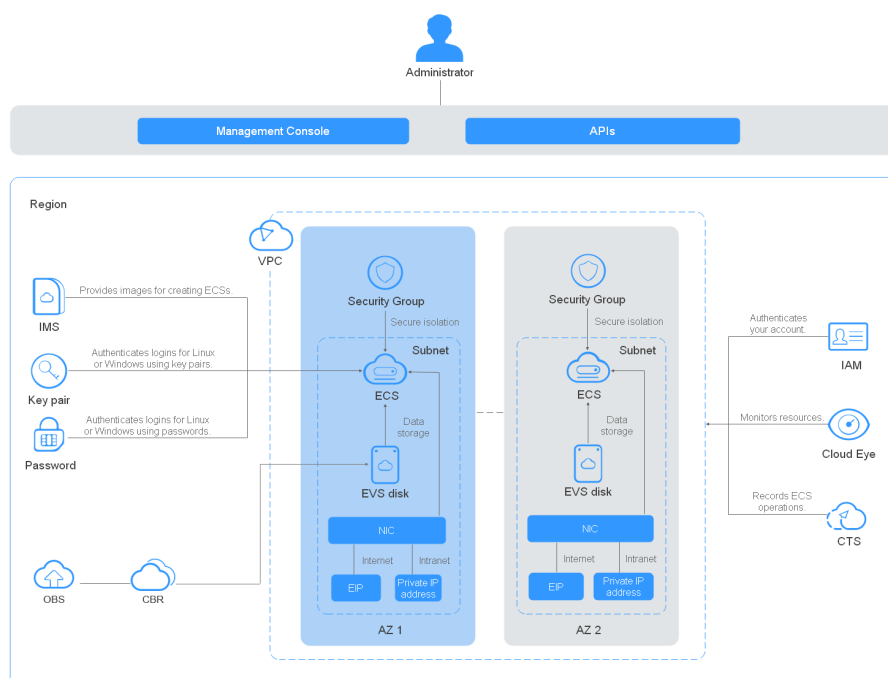 Administrator
Management Console
APIs
Region
VPC
IMS
Provides images for creating ECSs.
Key pair
Authenticates logins for Linux
or Windows using key pairs.
Password
Authenticates logins for Linux
or Windows using passwords.
OBS
CBR
Security Group
Secure isolation
Subnet
ECS
Data
storage
EVS disk
NIC
Internet
Intranet
EIP
Private IP
address
AZ 1
Security Group
Secure isolation
Subnet
ECS
Data
storage
EVS disk
NIC
Internet
Intranet
EIP
Private IP
address
AZ 2
Authenticates
your account.
IAM
Monitors resources.
Cloud Eye
Records ECS
operations.
CTS